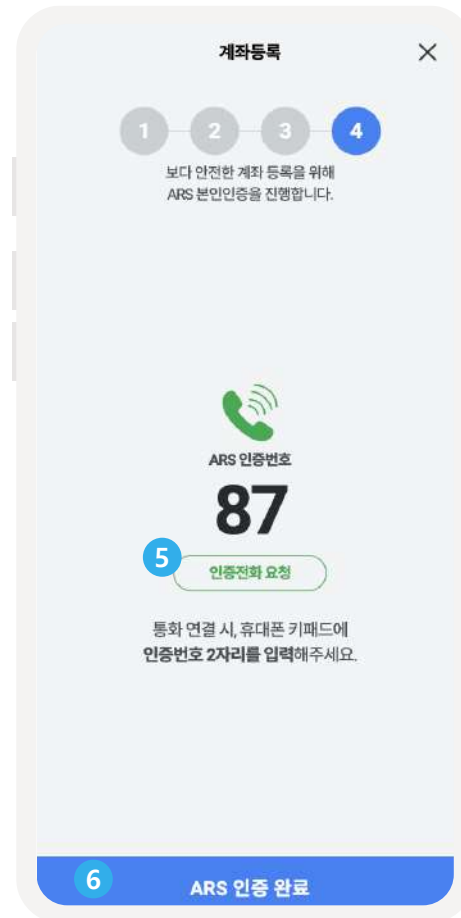 계좌등록
1 2 3 4
보다 안전한 계좌 등록을 위해
ARS 본인인증을 진행합니다.
ARS 인증번호
87
5
인증전화 요청
통화 연결 시, 휴대폰 키패드에
인증번호 2자리를 입력해주세요.
6
ARS 인증 완료